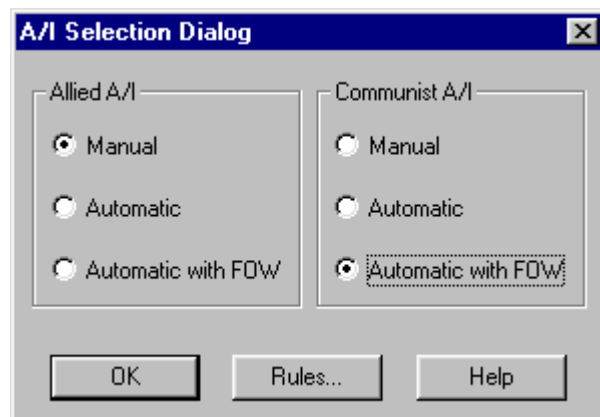 A/I Selection Dialog
Allied A/I
Manual
Automatic
Automatic with FOW
Communist A/I
Manual
Automatic
Automatic with FOW
OK
Rules...
Help